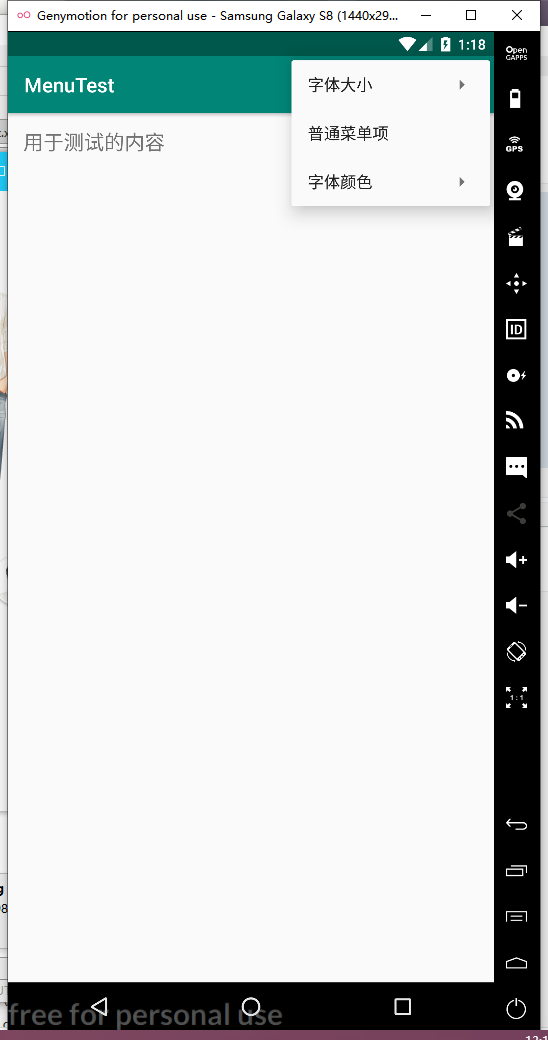 Genymotion for personal use - Samsung Galaxy S8 (1440x29...
1:18
MenuTest
字体大小
普通菜单项
字体颜色
用于测试的内容
Open
GAPPS
GPS
ID
1:1
free for personal use